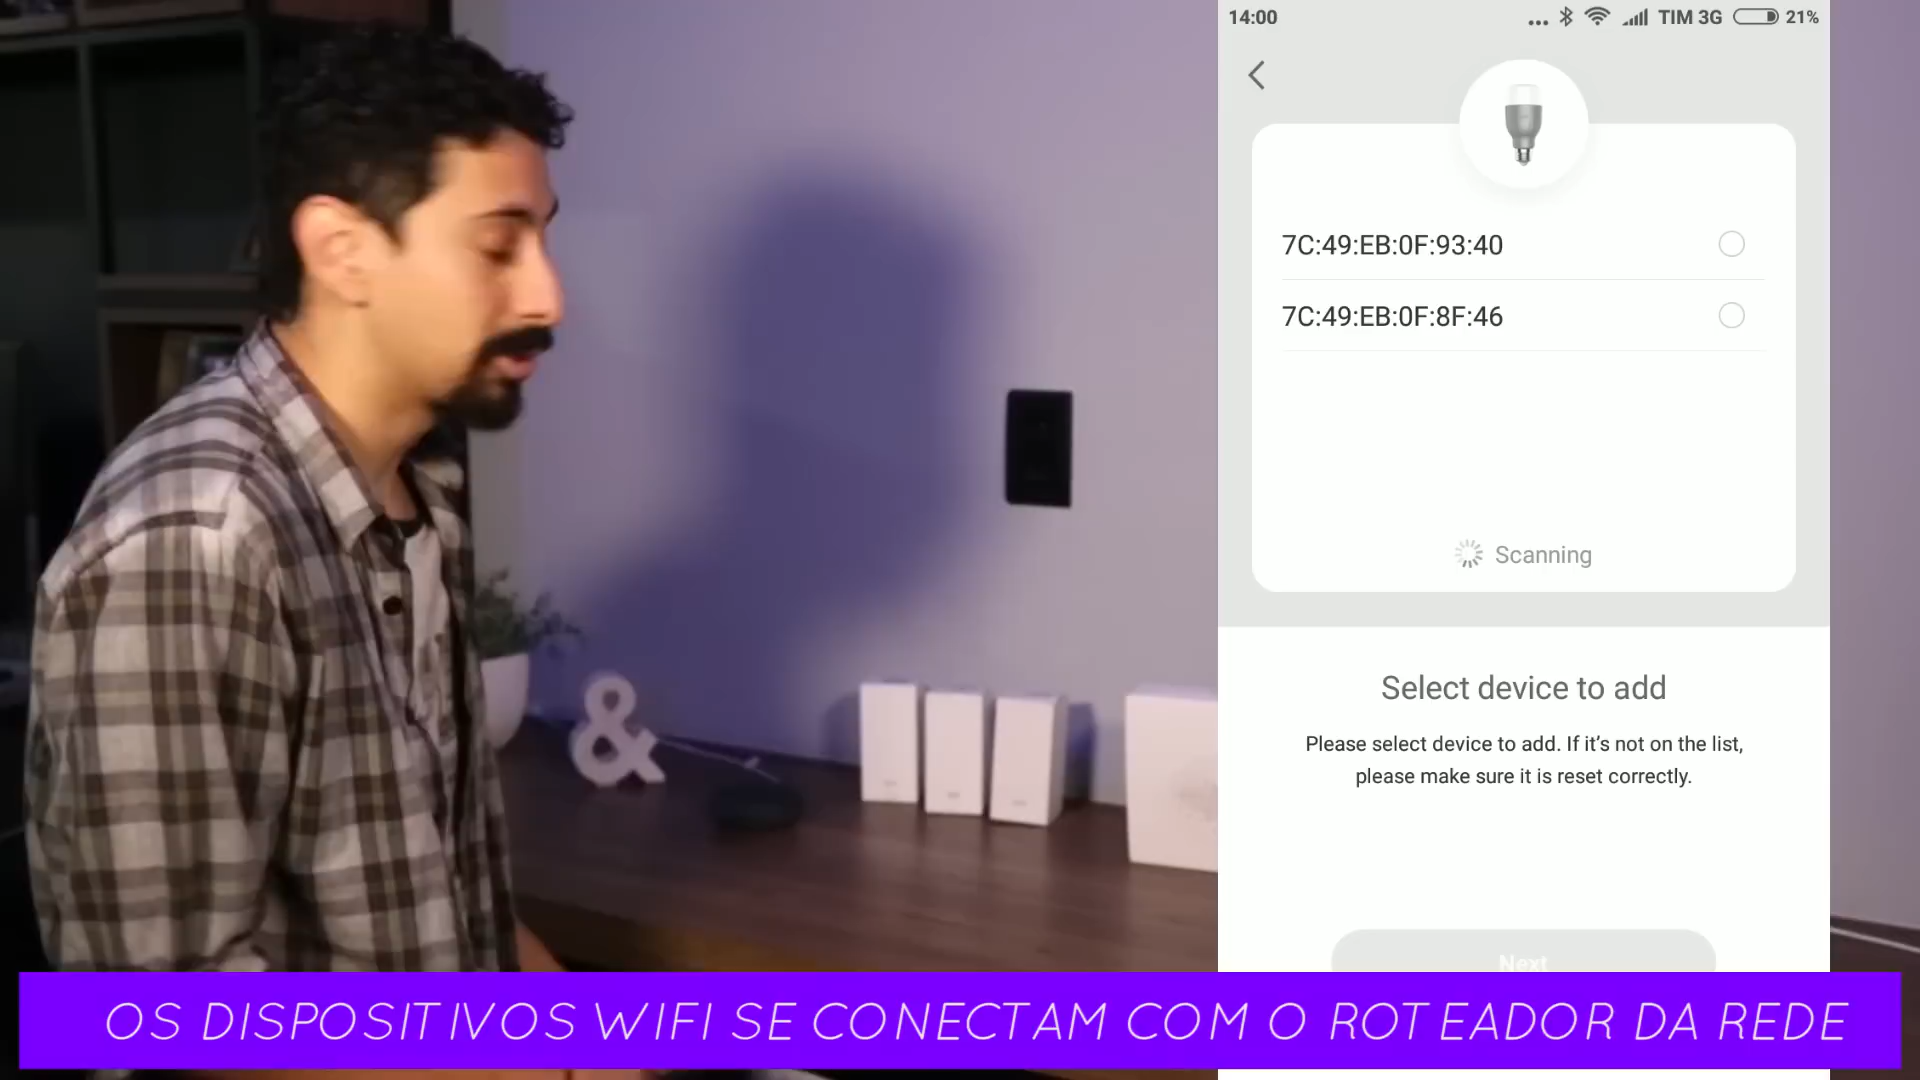 14:00
... TIM 3G 21%
7C:49:EB:0F:93:40
7C:49:EB:0F:8F:46
Scanning
Select device to add
Please select device to add. If it's not on the list,
please make sure it is reset correctly.
Next
OS DISPOSITIVOS WIFI SE CONECTAM COM O ROTEADOR DA REDE